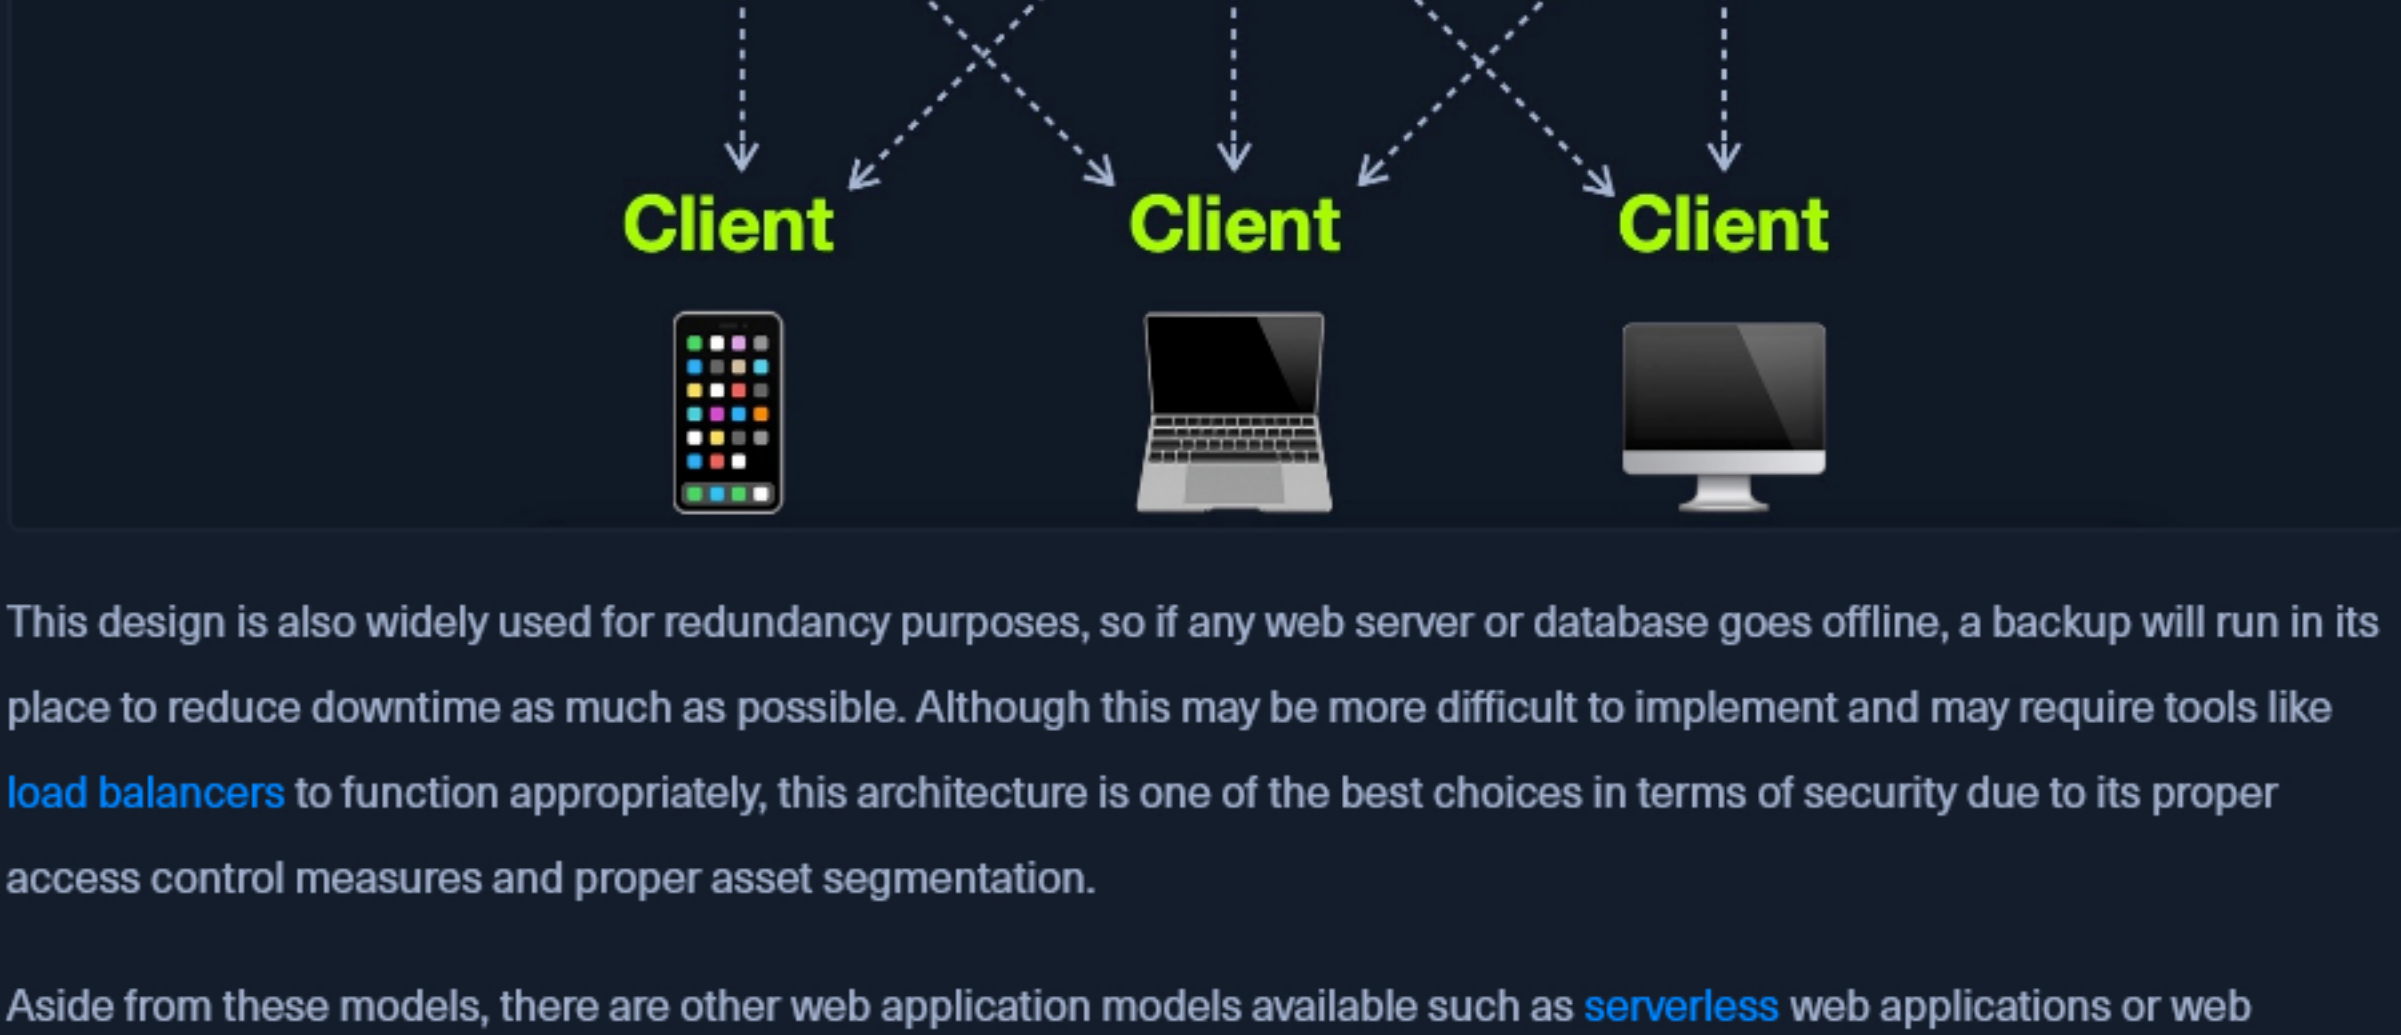 Client Client Client
This design is also widely used for redundancy purposes, so if any web server or database goes offline, a backup will run in its
place to reduce downtime as much as possible. Although this may be more difficult to implement and may require tools like
load balancers to function appropriately, this architecture is one of the best choices in terms of security due to its proper
access control measures and proper asset segmentation.
Aside from these models, there are other web application models available such as serverless web applications or web